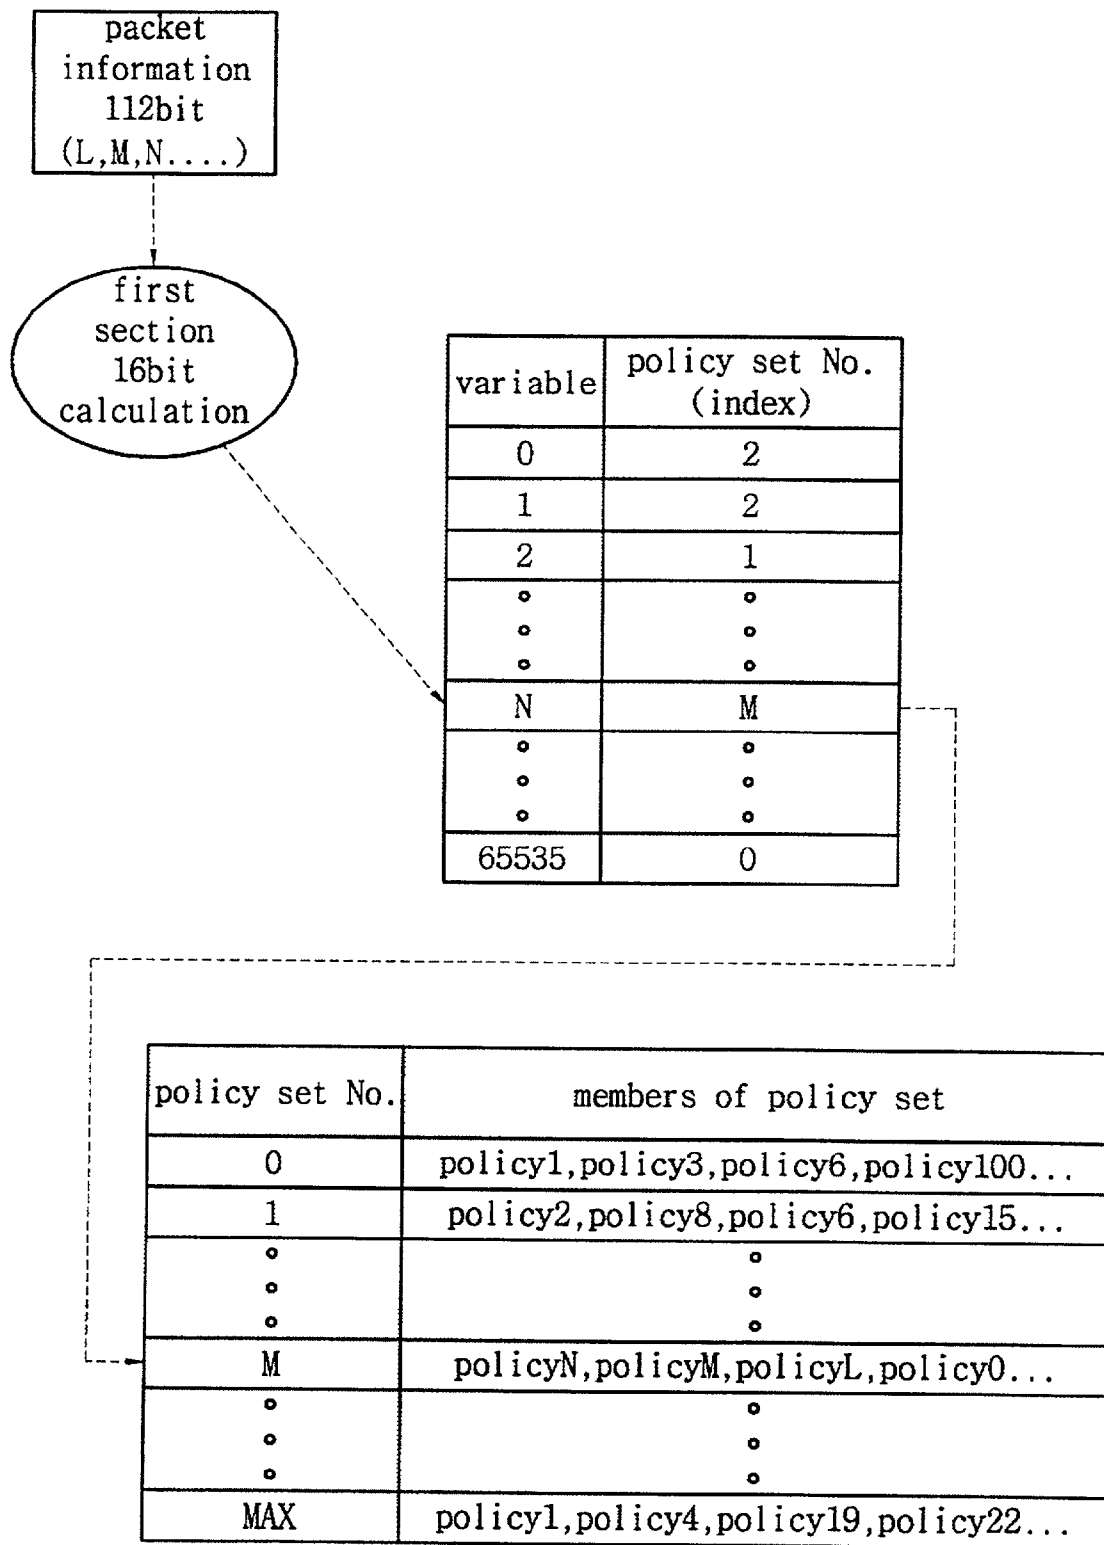 packet
information
112bit
(L,M,N....)
first
section
16bit
calculation
variable policy set No.
(index)
0 2
1 2
2 1
N M
65535 0
policy set No. members of policy set
0 policy1,policy3,policy6,policy100...
1 policy2,policy8,policy6,policy15...
M policyN,policyM,policyL,policyO...
MAX policy1,policy4,policy19,policy22...